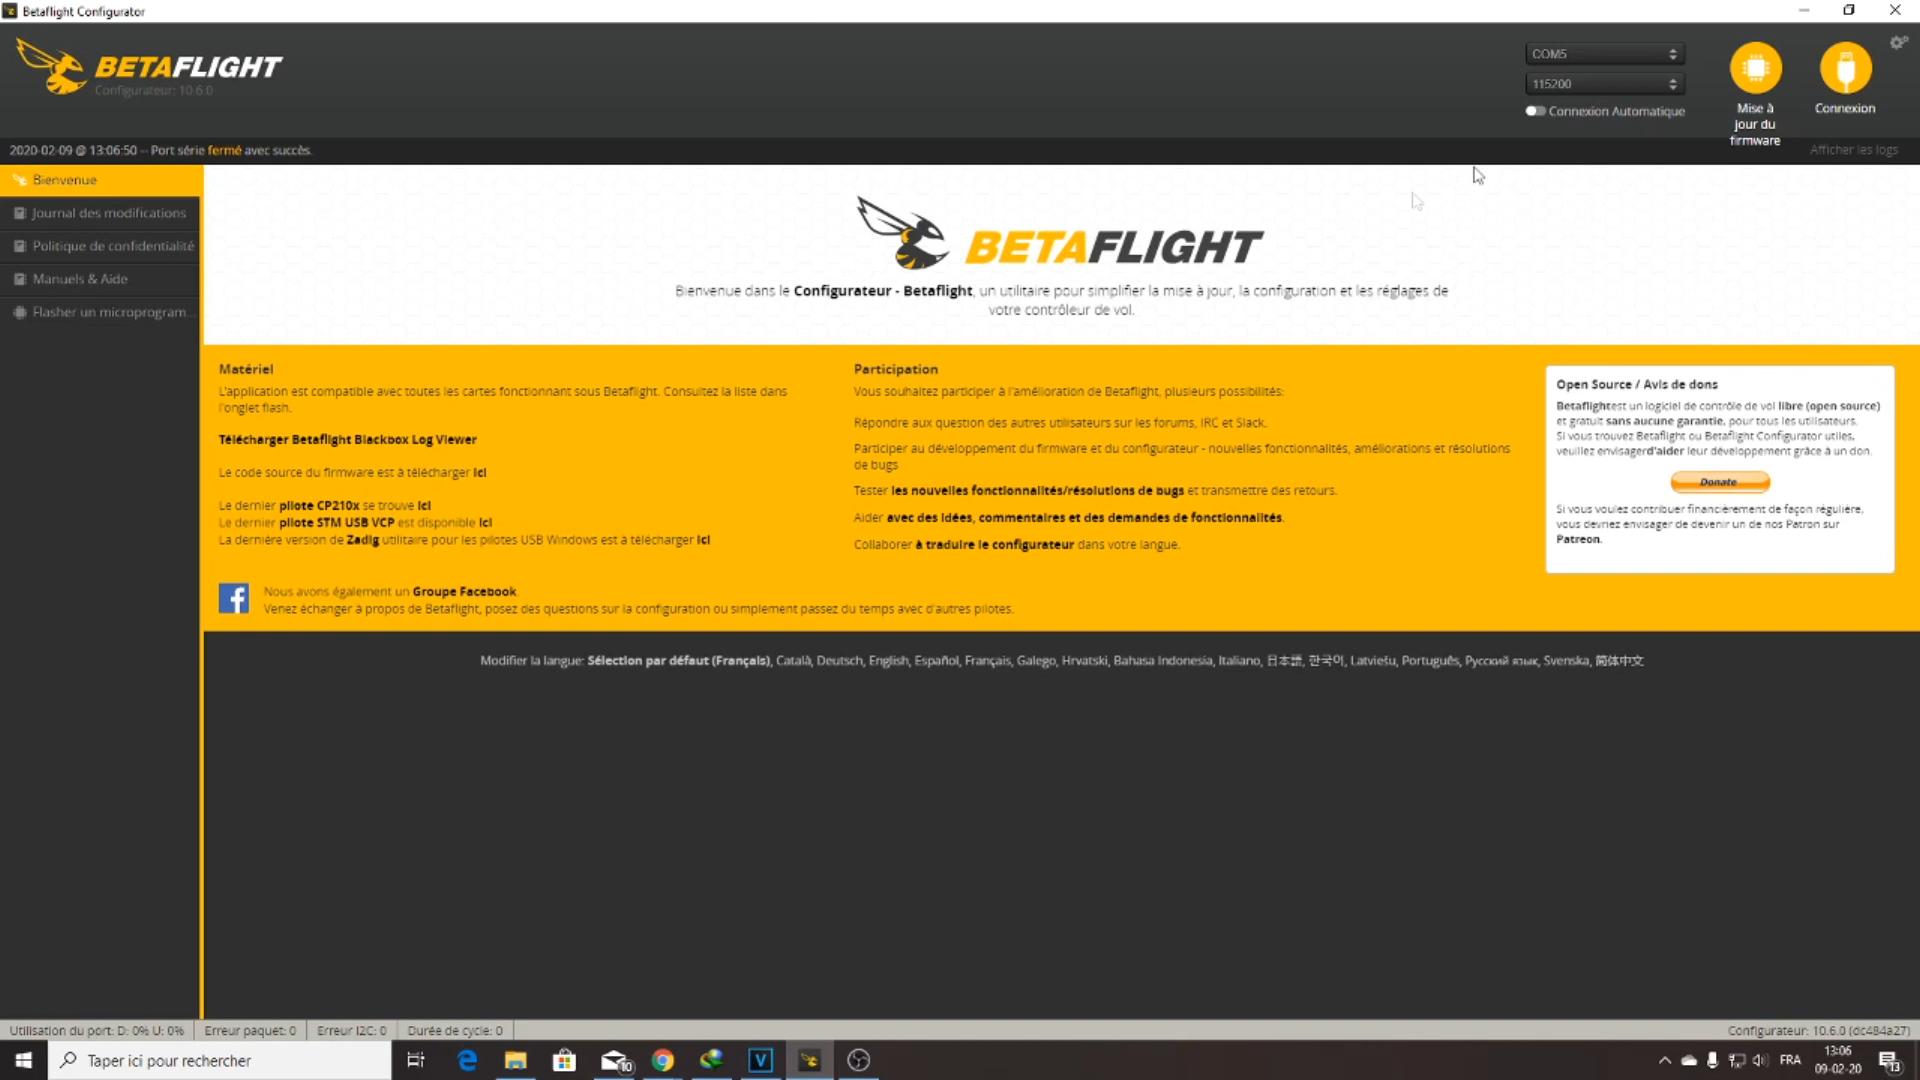 Betaflight Configurator
BETAFLIGHT
Configurateur: 10.6.0
COM5
115200
Connexion Automatique
Mise à
jour du
firmware
Connexion
2020-02-09 @ 13:06:50 -- Port série fermé avec succès.
Afficher les logs
Bienvenue
Journal des modifications
Politique de confidentialité
Manuels & Aide
Flasher un microprogram...
BETAFLIGHT
Bienvenue dans le Configurateur - Betaflight, un utilitaire pour simplifier la mise à jour, la configuration et les réglages de
votre contrôleur de vol.
Matériel
L'application est compatible avec toutes les cartes fonctionnant sous Betaflight. Consultez la liste dans
l'onglet flash.
Télécharger Betaflight Blackbox Log Viewer
Le code source du firmware est à télécharger ici
Le dernier pilote CP210x se trouve ici
Le dernier pilote STM USB VCP est disponible ici
La dernière version de Zadig utilitaire pour les pilotes USB Windows est à télécharger ici
Participation
Vous souhaitez participer à l'amélioration de Betaflight, plusieurs possibilités:
Répondre aux question des autres utilisateurs sur les forums, IRC et Slack.
Participer au développement du firmware et du configurateur - nouvelles fonctionnalités, améliorations et résolutions
de bugs
Tester les nouvelles fonctionnalités/résolutions de bugs et transmettre des retours.
Aider avec des idées, commentaires et des demandes de fonctionnalités.
Collaborer à traduire le configurateur dans votre langue.
Open Source / Avis de dons
Betaflightest un logiciel de contrôle de vol libre (open source)
et gratuit sans aucune garantie, pour tous les utilisateurs.
Si vous trouvez Betaflight ou Betaflight Configurator utiles,
veuillez envisagerd'aider leur développement grâce à un don.
Donate
Si vous voulez contribuer financièrement de façon régulière,
vous devriez envisager de devenir un de nos Patron sur
Patreon.
Nous avons également un Groupe Facebook.
Venez échanger à propos de Betaflight, posez des questions sur la configuration ou simplement passez du temps avec d'autres pilotes.
Modifier la langue: Sélection par défaut (Français), Català, Deutsch, English, Español, Français, Galego, Hrvatski, Bahasa Indonesia, Italiano, 日本語, 한국어, Latviešu, Português, Русский язык, Svenska, 简体中文
Utilisation du port: D: 0% U: 0%
Erreur paquet: 0
Erreur I2C: 0
Durée de cycle: 0
Configurateur: 10.6.0 (dc484a27)
Taper ici pour rechercher
10
V
FRA
13:06
09-02-20
13